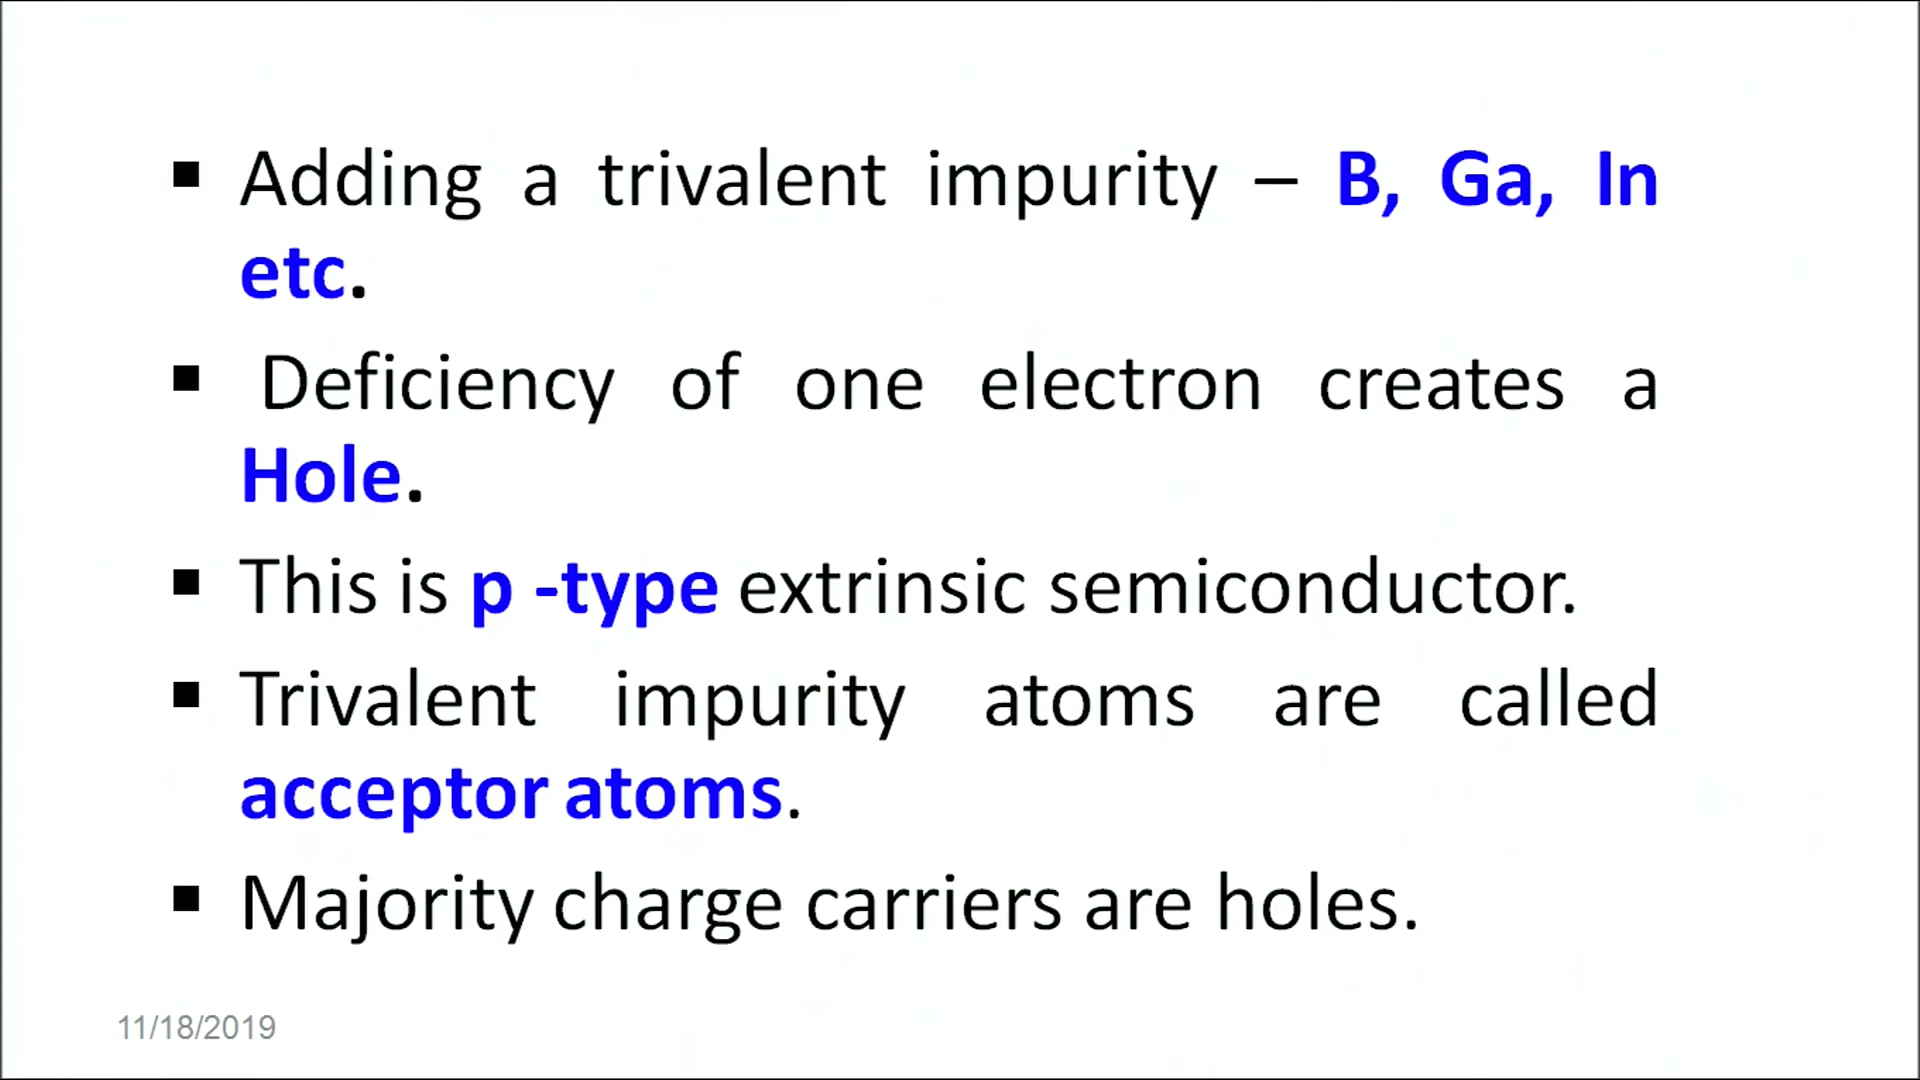 ▪ Adding a trivalent impurity – B, Ga, In
etc.
▪ Deficiency of one electron creates a
Hole.
▪ This is p -type extrinsic semiconductor.
▪ Trivalent impurity atoms are called
acceptor atoms.
▪ Majority charge carriers are holes.
11/18/2019